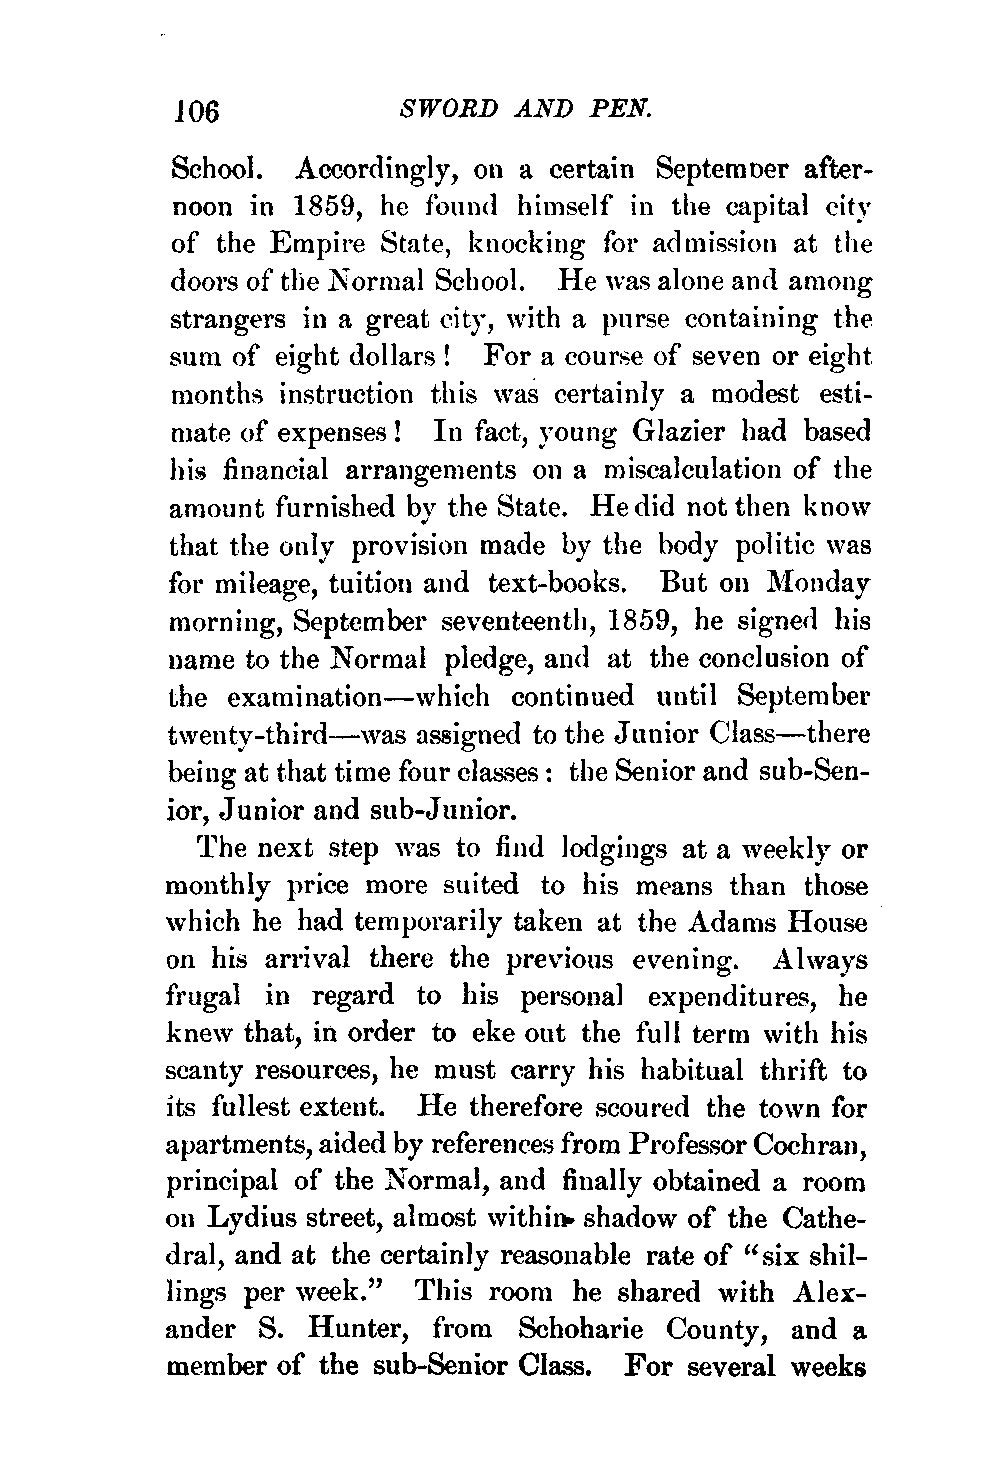 106 SWORD AND PEN.
School. Accordingly, on a certain September after-
noon in 1859, he found himself in the capital city
of the Empire State, knocking for admission at the
doors of the Normal School. He was alone and among
strangers in a great city, with a purse containing the
sum of eight dollars! For a course of seven or eight
months instruction this was certainly a modest esti-
mate of expenses! In fact, young Glazier had based
his financial arrangements on a miscalculation of the
amount furnished by the State. He did not then know
that the only provision made by the body politic was
for mileage, tuition and text-books. But on Monday
morning, September seventeenth, 1859, he signed his
name to the Normal pledge, and at the conclusion of
the examination—which continued until September
twenty-third—was assigned to the Junior Class—there
being at that time four classes: the Senior and sub-Sen-
ior, Junior and sub-Junior.
The next step was to find lodgings at a weekly or
monthly price more suited to his means than those
which he had temporarily taken at the Adams House
on his arrival there the previous evening. Always
frugal in regard to his personal expenditures, he
knew that, in order to eke out the full term with his
scanty resources, he must carry his habitual thrift to
its fullest extent. He therefore scoured the town for
apartments, aided by references from Professor Cochran,
principal of the Normal, and finally obtained a room
on Lydius street, almost within shadow of the Cathe-
dral, and at the certainly reasonable rate of "six shil-
lings per week." This room he shared with Alex-
ander S. Hunter, from Schoharie County, and a
member of the sub-Senior Class. For several weeks